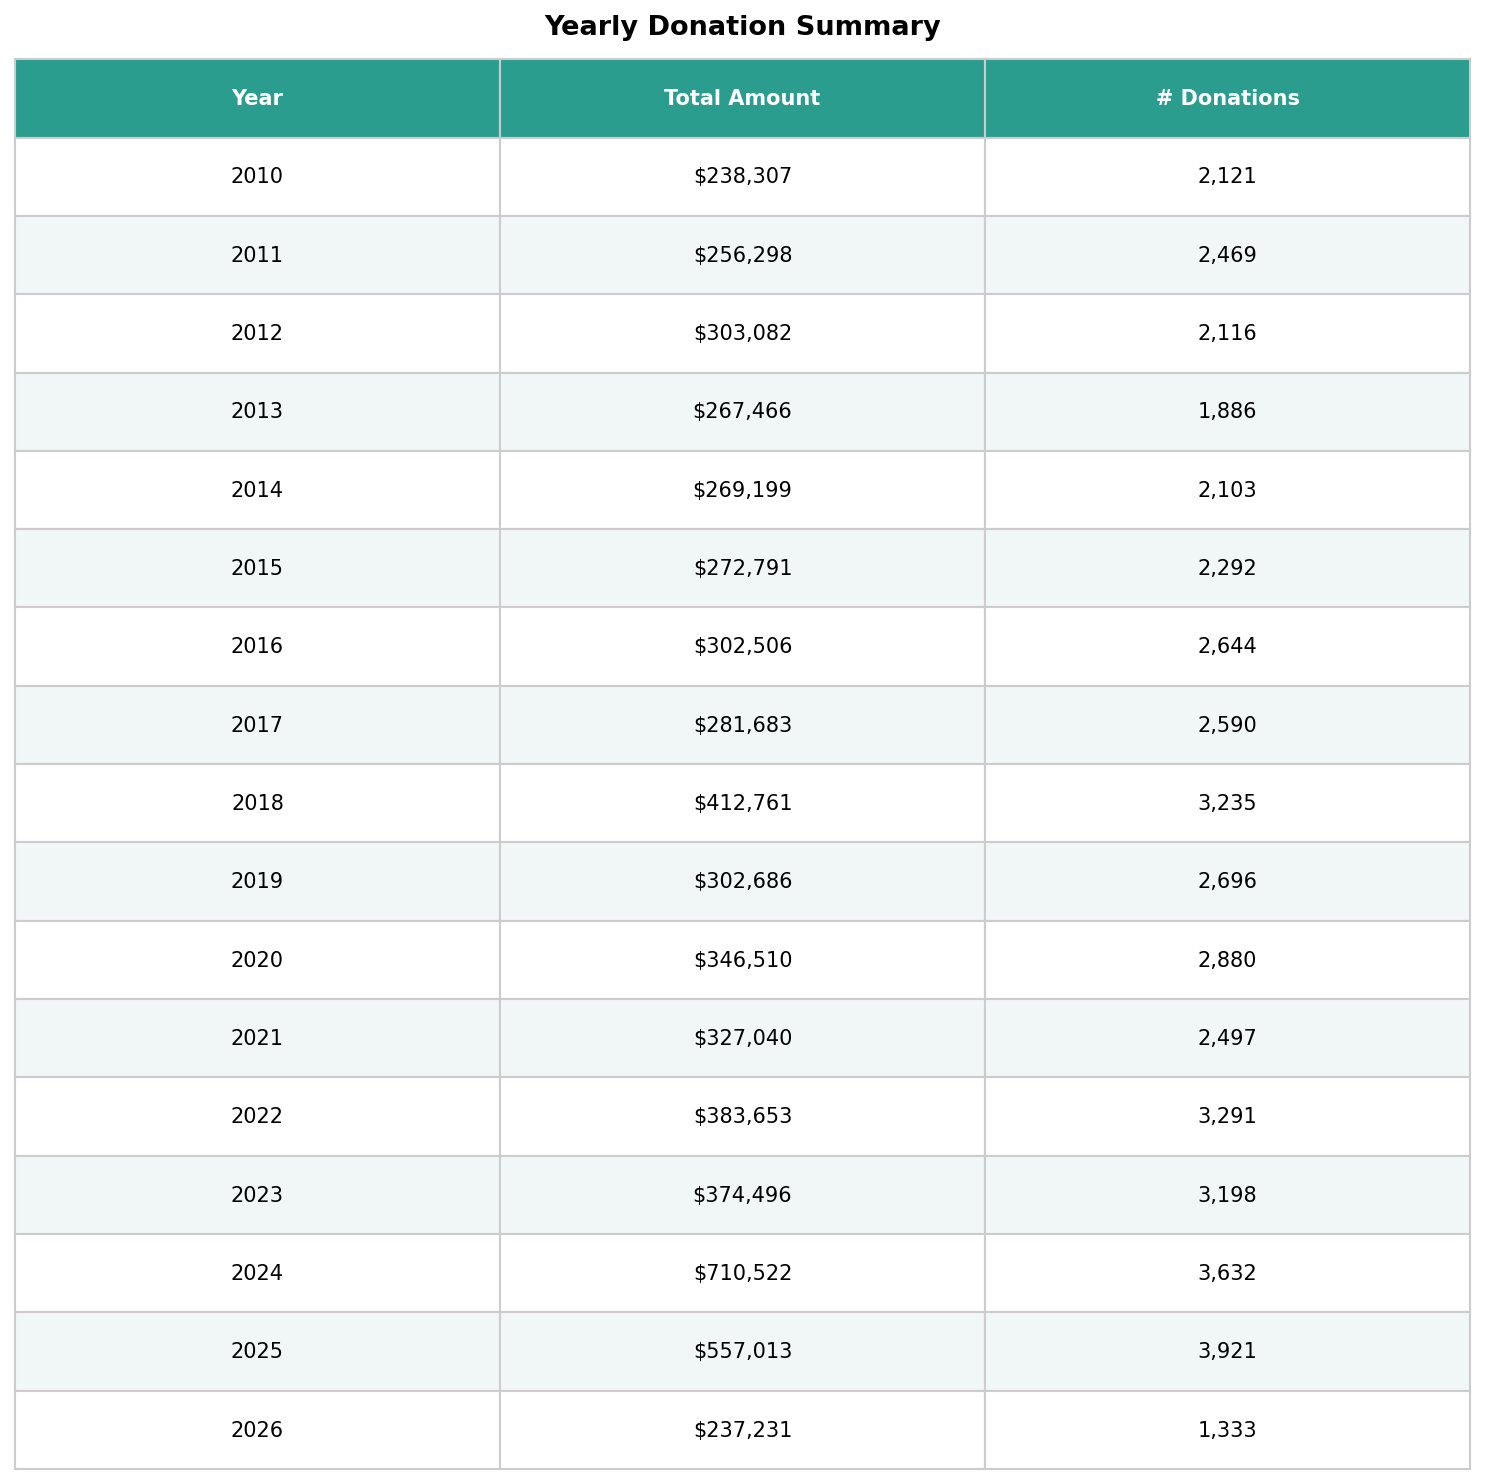 Yearly Donation Summary
Year Total Amount # Donations
2010 $238,307 2,121
2011 $256,298 2,469
2012 $303,082 2,116
2013 $267,466 1,886
2014 $269,199 2,103
2015 $272,791 2,292
2016 $302,506 2,644
2017 $281,683 2,590
2018 $412,761 3,235
2019 $302,686 2,696
2020 $346,510 2,880
2021 $327,040 2,497
2022 $383,653 3,291
2023 $374,496 3,198
2024 $710,522 3,632
2025 $557,013 3,921
2026 $237,231 1,333